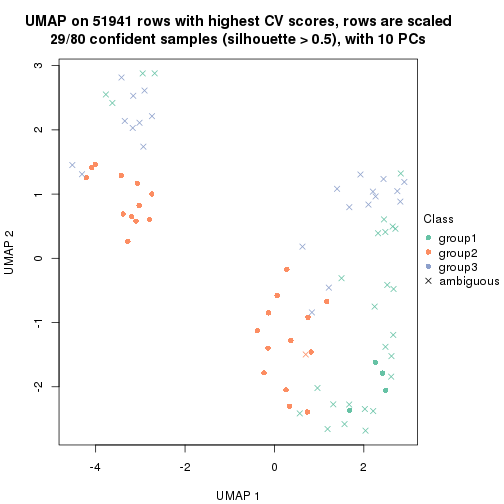 UMAP on 51941 rows with highest CV scores, rows are scaled
29/80 confident samples (silhouette > 0.5), with 10 PCs
3
2
1
0
-1
-2
UMAP 2
-4
-2
0
2
UMAP 1
Class
group1
group2
group3
ambiguous